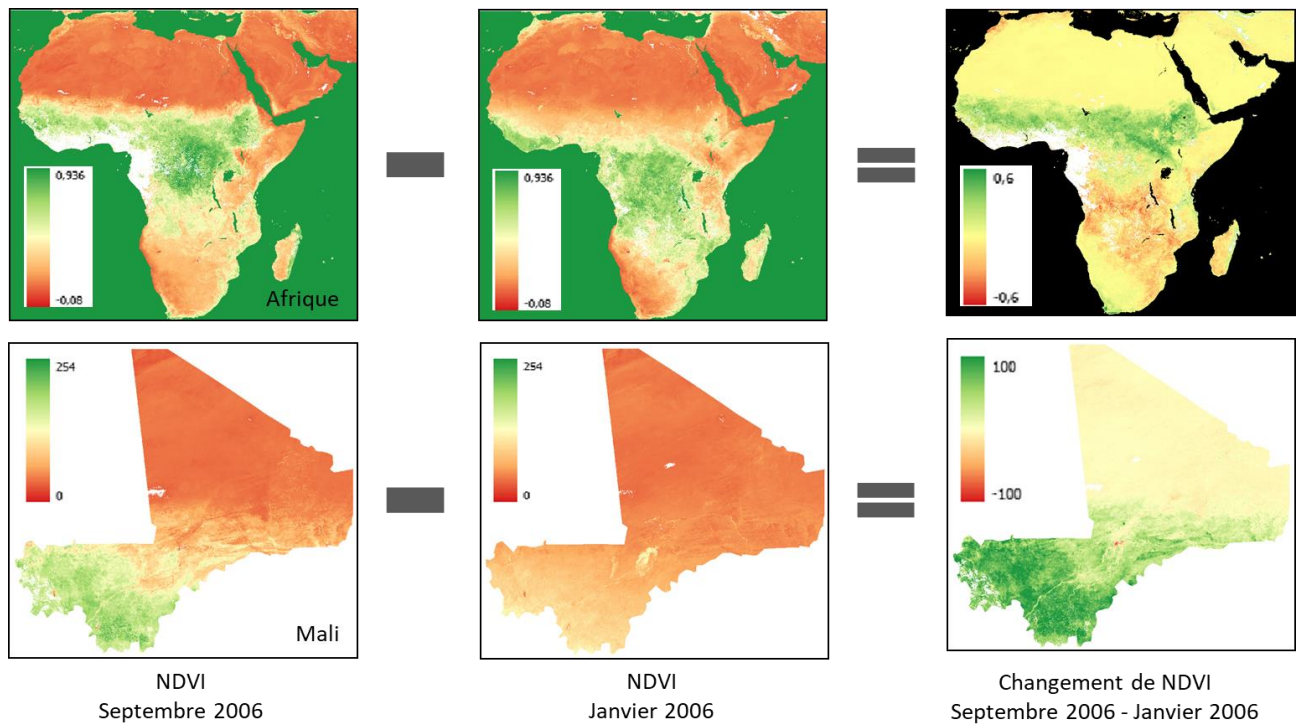 0,936
-0,08
Afrique
0,936
-0,08
0,6
-0,6
254
0
Mali
254
0
100
-100
NDVI
Septembre 2006
NDVI
Janvier 2006
Changement de NDVI
Septembre 2006 - Janvier 2006